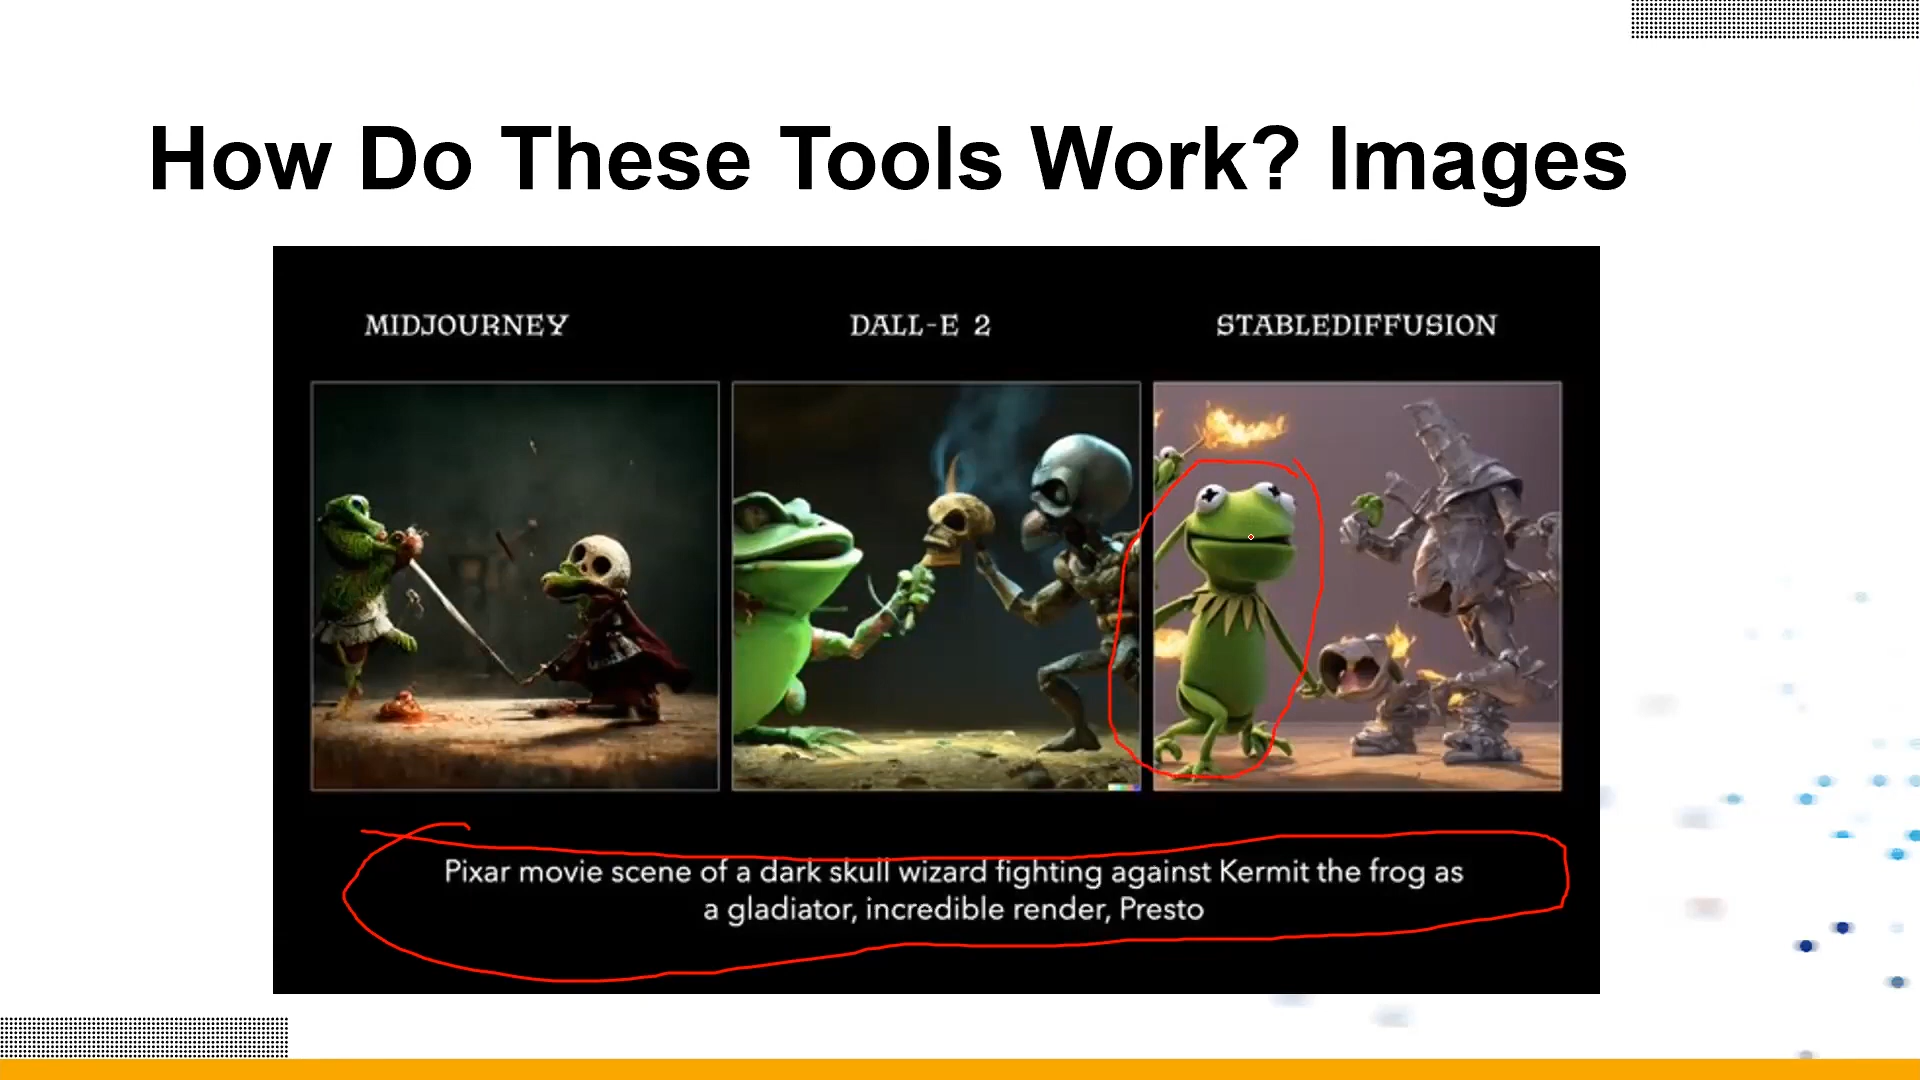 How Do These Tools Work? Images
MIDJOURNEY
DALL-E 2
STABLEDIFFUSION
Pixar movie scene of a dark skull wizard fighting against Kermit the frog as
a gladiator, incredible render, Presto